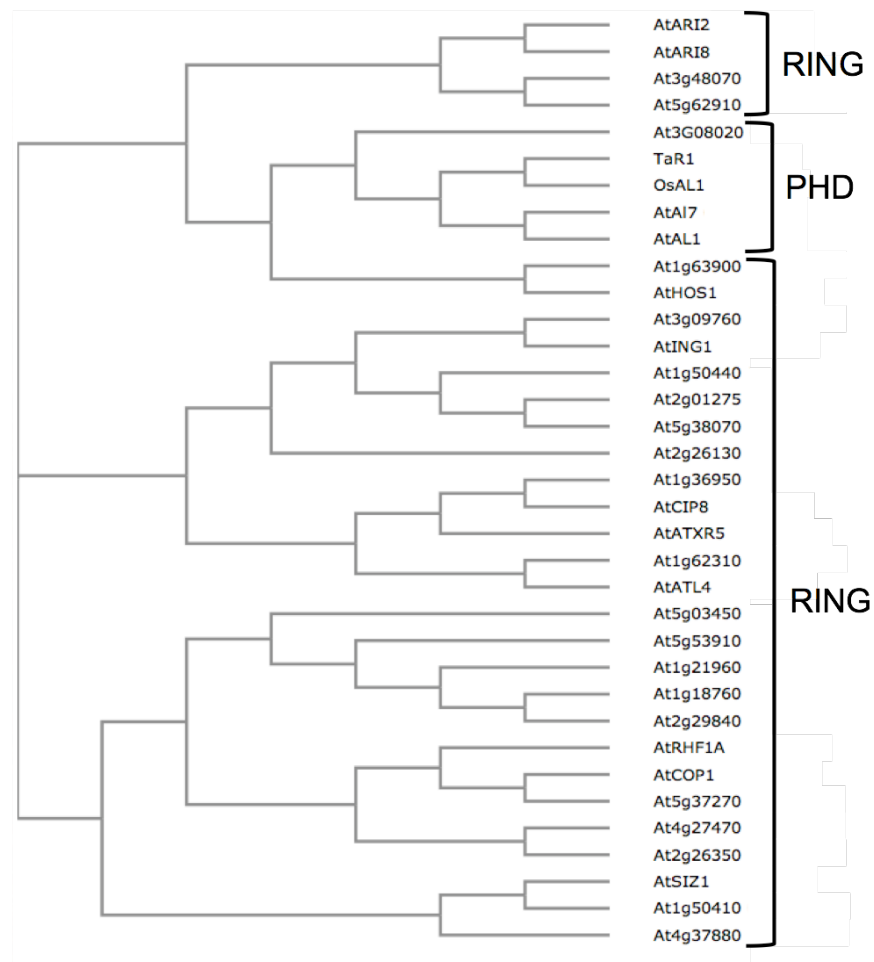 AtARI2
AtARI8
RING
At3g48070
At5g62910
At3G08020
TaR1
OsAL1
PHD
AtAl7
AtAL1
At1g63900
AtHOS1
At3g09760
AtING1
At1g50440
At2g01275
At5g38070
At2g26130
At1g36950
AtCIP8
AtATXR5
At1g62310
AtATL4
RING
At5g03450
At5g53910
At1g21960
At1g18760
At2g29840
AtRHF1A
AtCOP1
At5g37270
At4g27470
At2g26350
AtSIZ1
At1g50410
At4g37880